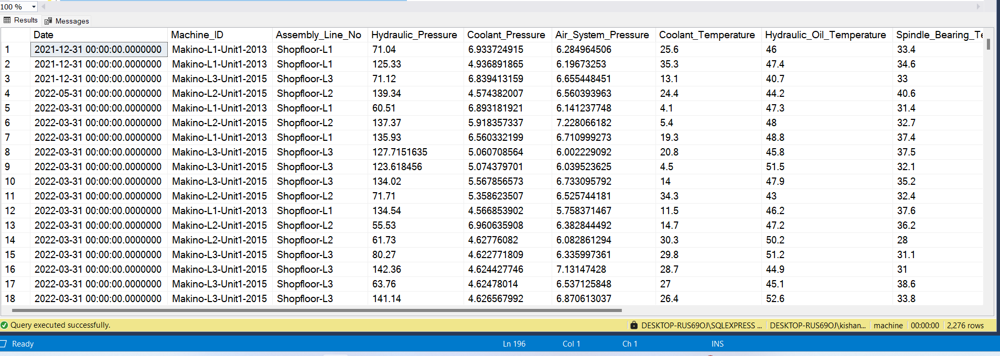 100 %
Results Messages
Date Machine_ID Assembly_Line_No Hydraulic_Pressure Coolant_Pressure Air_System_Pressure Coolant_Temperature Hydraulic_Oil_Temperature Spindle_Bearing_Te
1 2021-12-31 00:00:00.0000000 Makino-L1-Unit1-2013 Shopfloor-L1 71.04 6.933724915 6.284964506 25.6 46 33.4
2 2021-12-31 00:00:00.0000000 Makino-L1-Unit1-2013 Shopfloor-L1 125.33 4.936891865 6.19673253 35.3 47.4 34.6
3 2021-12-31 00:00:00.0000000 Makino-L3-Unit1-2015 Shopfloor-L3 71.12 6.839413159 6.655448451 13.1 40.7 33
4 2022-05-31 00:00:00.0000000 Makino-L2-Unit1-2015 Shopfloor-L2 139.34 4.574382007 6.560393963 24.4 44.2 40.6
5 2022-03-31 00:00:00.0000000 Makino-L1-Unit1-2013 Shopfloor-L1 60.51 6.893181921 6.141237748 4.1 47.3 31.4
6 2022-03-31 00:00:00.0000000 Makino-L2-Unit1-2015 Shopfloor-L2 137.37 5.918357337 7.228066182 5.4 48 32.7
7 2022-03-31 00:00:00.0000000 Makino-L1-Unit1-2013 Shopfloor-L1 135.93 6.560332199 6.710999273 19.3 48.8 37.4
8 2022-03-31 00:00:00.0000000 Makino-L3-Unit1-2015 Shopfloor-L3 127.7151635 5.060708564 6.002229092 20.8 45.8 37.5
9 2022-03-31 00:00:00.0000000 Makino-L3-Unit1-2015 Shopfloor-L3 123.618456 5.074379701 6.039523625 4.5 51.5 32.1
10 2022-03-31 00:00:00.0000000 Makino-L3-Unit1-2015 Shopfloor-L3 134.02 5.567856573 6.733095792 14 47.9 35.2
11 2022-03-31 00:00:00.0000000 Makino-L2-Unit1-2015 Shopfloor-L2 71.71 5.358623507 6.525744181 34.3 43 32.4
12 2022-03-31 00:00:00.0000000 Makino-L1-Unit1-2013 Shopfloor-L1 134.54 4.566853902 5.758371467 11.5 46.2 37.6
13 2022-03-31 00:00:00.0000000 Makino-L2-Unit1-2015 Shopfloor-L2 55.53 6.960635908 6.382844492 14.7 47.2 36.2
14 2022-03-31 00:00:00.0000000 Makino-L2-Unit1-2015 Shopfloor-L2 61.73 4.62776082 6.082861294 30.3 50.2 28
15 2022-03-31 00:00:00.0000000 Makino-L3-Unit1-2015 Shopfloor-L3 80.27 4.622771809 6.335997361 29.8 51.2 31.1
16 2022-03-31 00:00:00.0000000 Makino-L3-Unit1-2015 Shopfloor-L3 142.36 4.624427746 7.13147428 28.7 44.9 31
17 2022-03-31 00:00:00.0000000 Makino-L3-Unit1-2015 Shopfloor-L3 63.76 4.62478014 6.537125848 27 45.1 38.6
18 2022-03-31 00:00:00.0000000 Makino-L3-Unit1-2015 Shopfloor-L3 141.14 4.626567992 6.870613037 26.4 52.6 33.8
Query executed successfully. DESKTOP-RUS69OJ\SQLEXPRESS ... DESKTOP-RUS69OJ\kishan... machine 00:00:00 2,276 rows
Ready Ln 196 Col 1 Ch 1 INS